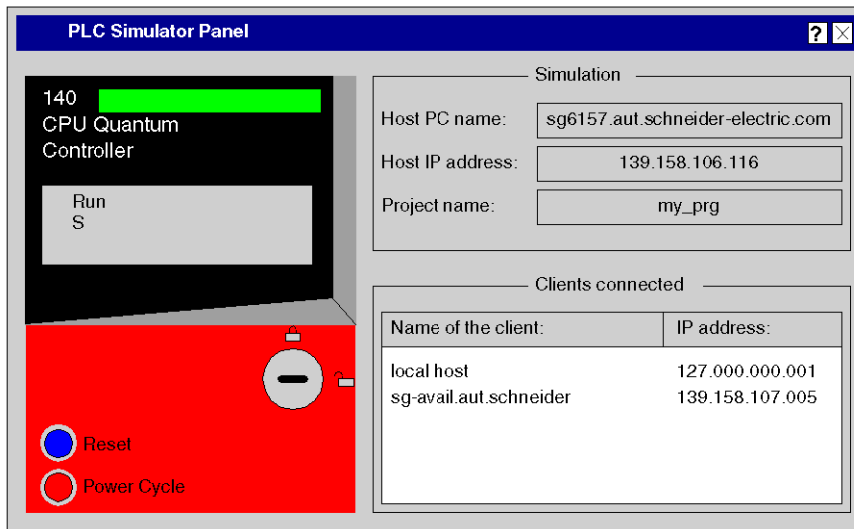 PLC Simulator Panel
?
140
CPU Quantum
Controller
Run
S
Reset
Power Cycle
Simulation
Host PC name: sg6157.aut.schneider-electric.com
Host IP address: 139.158.106.116
Project name: my_prg
Clients connected
Name of the client: IP address:
local host 127.000.000.001
sg-avail.aut.schneider 139.158.107.005